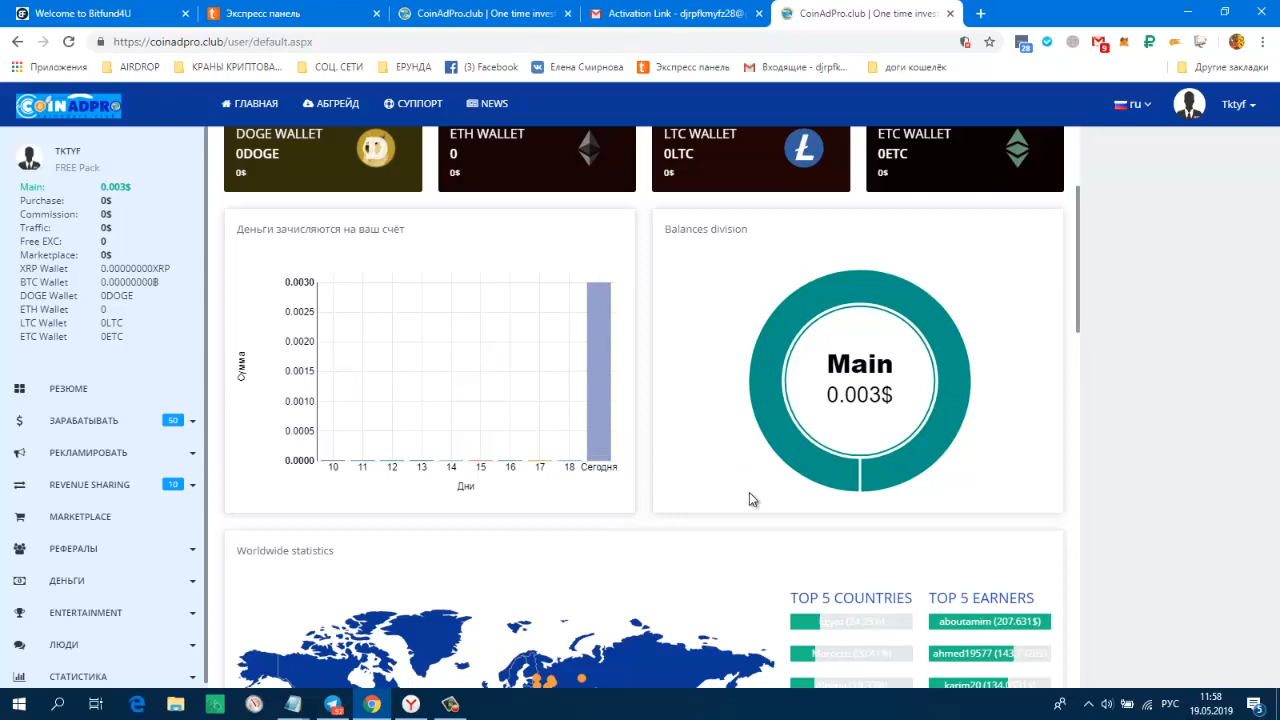 Welcome to Bitfund4U
Экспресс панель
CoinAdPro.club | One time inves
Activation Link - djrpfkmyfz28@g
CoinAdPro.club | One time inves
https://coinadpro.club/user/default.aspx
28
9
Приложения
AIRDROP
КРАНЫ КРИПТОВА...
СОЦ. СЕТИ
ЕРУНДА
(3) Facebook
Елена Смирнова
Экспресс панель
Входящие - djrpfk...
доги кошелёк
Другие закладки
COINADPRO
ГЛАВНАЯ
АБГРЕЙД
СУППОРТ
NEWS
ru
Tktyf
TKTYF
FREE Pack
Main: 0.003$
Purchase: 0$
Commission: 0$
Traffic: 0$
Free EXC: 0
Marketplace: 0$
XRP Wallet 0.00000000XRP
BTC Wallet 0.00000000฿
DOGE Wallet 0DOGE
ETH Wallet 0
LTC Wallet 0LTC
ETC Wallet 0ETC
РЕЗЮМЕ
ЗАРАБАТЫВАТЬ 50
РЕКЛАМИРОВАТЬ
REVENUE SHARING 10
MARKETPLACE
РЕФЕРАЛЫ
ДЕНЬГИ
ENTERTAINMENT
ЛЮДИ
СТАТИСТИКА
DOGE WALLET
0DOGE
0$
ETH WALLET
0
0$
LTC WALLET
0LTC
0$
ETC WALLET
0ETC
0$
Деньги зачисляются на ваш счёт
0.0030
0.0025
0.0020
0.0015
0.0010
0.0005
0.0000
Сумма
10 11 12 13 14 15 16 17 18 Сегодня
Дни
Balances division
Main
0.003$
Worldwide statistics
TOP 5 COUNTRIES
TOP 5 EARNERS
aboutamim (207.631$)
ahmed19577
karim20
РУС
11:58
19.05.2019